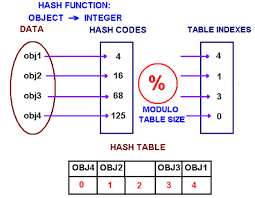 HASH FUNCTION:
OBJECT → INTEGER
DATA HASH CODES TABLE INDEXES
obj1 4 4
obj2 16 1
obj3 68 3
obj4 125 0
%
MODULO
TABLE SIZE
HASH TABLE
OBJ4 OBJ2 OBJ3 OBJ1
0 1 2 3 4